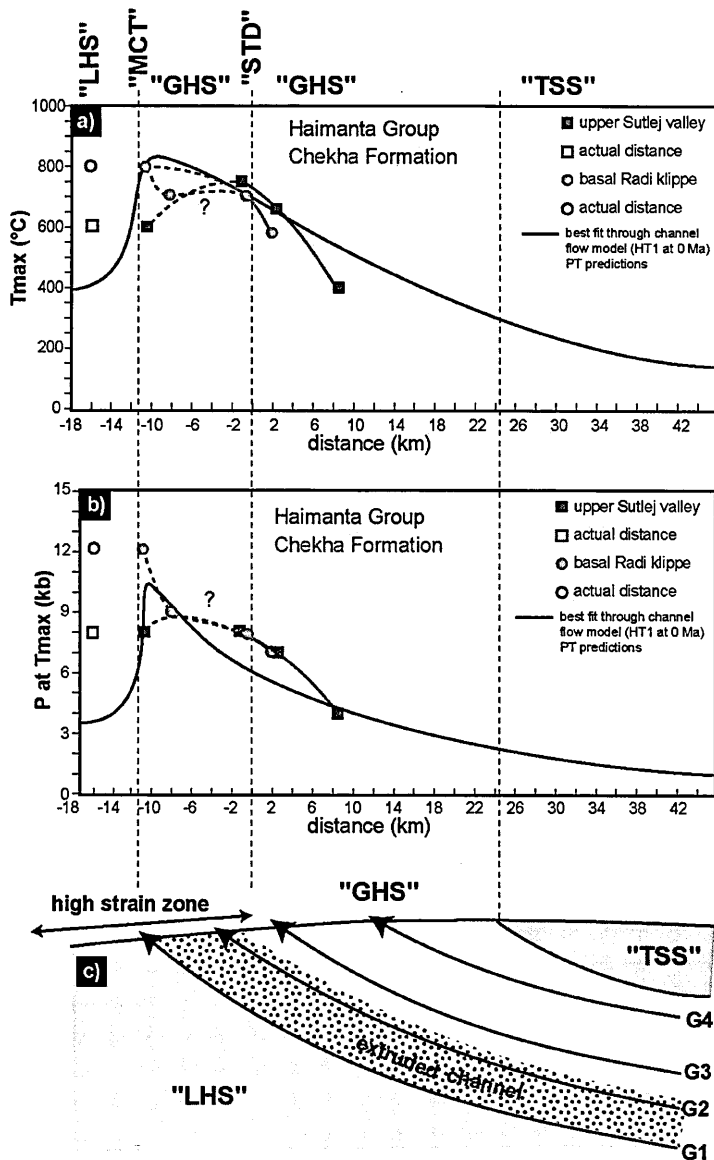 "LHS"
"MCT"
"GHS"
"STD"
"GHS"
"TSS"
a)
Haimanta Group
Chekha Formation
upper Sutlej valley
actual distance
basal Radi klippe
actual distance
best fit through channel
flow model (HT1 at 0 Ma)
PT predictions
Tmax (°C)
1000
800
600
400
200
0
?
-18 -14 -10 -6 -2 2 6 10 14 18 22 26 30 34 38 42
distance (km)
b)
Haimanta Group
Chekha Formation
upper Sutlej valley
actual distance
basal Radi klippe
actual distance
best fit through channel
flow model (HT1 at 0 Ma)
PT predictions
P at Tmax (kb)
15
12
9
6
3
0
?
-18 -14 -10 -6 -2 2 6 10 14 18 22 26 30 34 38 42
distance (km)
high strain zone
"GHS"
"TSS"
c)
G4
G3
extruded channel
G2
"LHS"
G1